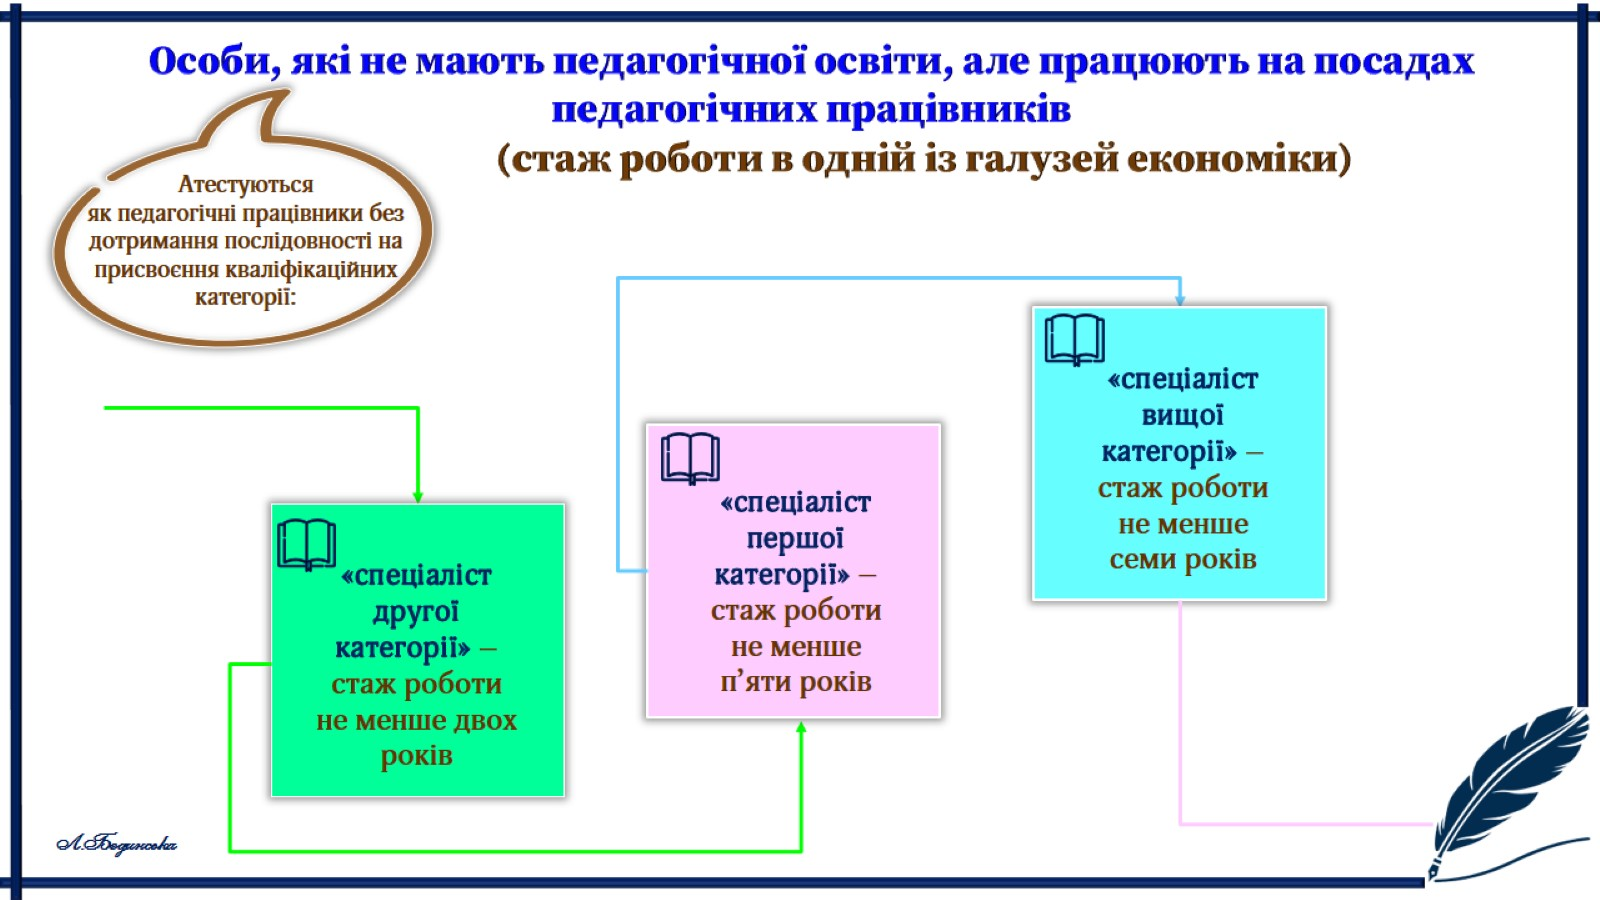 Особи, які не мають педагогічної освіти, але працюють на посадах
педагогічних працівників
(стаж роботи в одній із галузей економіки)
Атестуються
як педагогічні працівники без
дотримання послідовності на
присвоєння кваліфікаційних
категорії:
«спеціаліст
другої
категорії» –
стаж роботи
не менше двох
років
«спеціаліст
першої
категорії» –
стаж роботи
не менше
п’яти років
«спеціаліст
вищої
категорії» –
стаж роботи
не менше
семи років
Л.Бединська